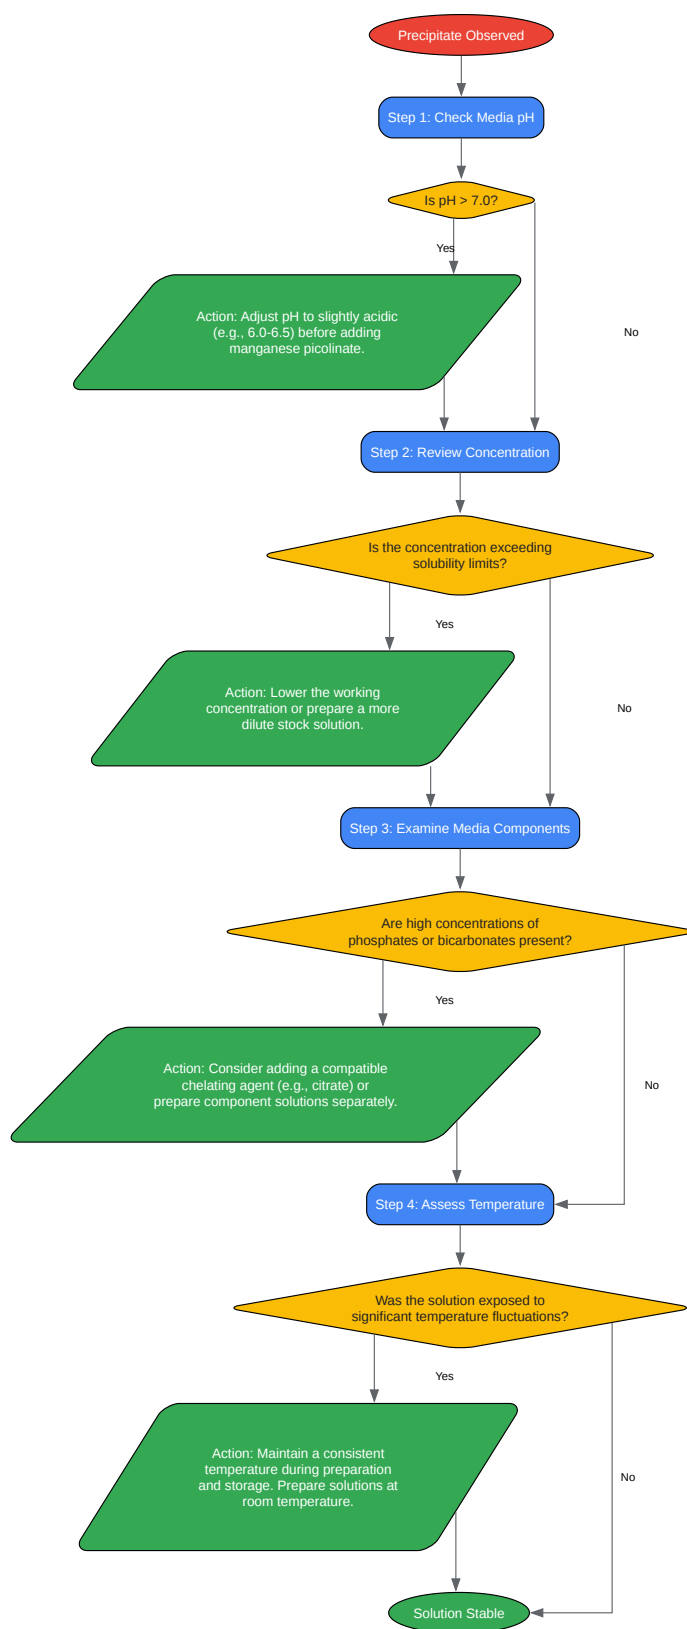 Precipitate Observed
Step 1: Check Media pH
Is pH > 7.0?
Yes
Action: Adjust pH to slightly acidic
(e.g., 6.0-6.5) before adding
manganese picolinate.
No
Step 2: Review Concentration
Is the concentration exceeding
solubility limits?
Yes
Action: Lower the working
concentration or prepare a more
dilute stock solution.
No
Step 3: Examine Media Components
Are high concentrations of
phosphates or bicarbonates present?
Yes
Action: Consider adding a compatible
chelating agent (e.g., citrate) or
prepare component solutions separately.
No
Step 4: Assess Temperature
Was the solution exposed to
significant temperature fluctuations?
Yes
Action: Maintain a consistent
temperature during preparation
and storage. Prepare solutions at
room temperature.
No
Solution Stable